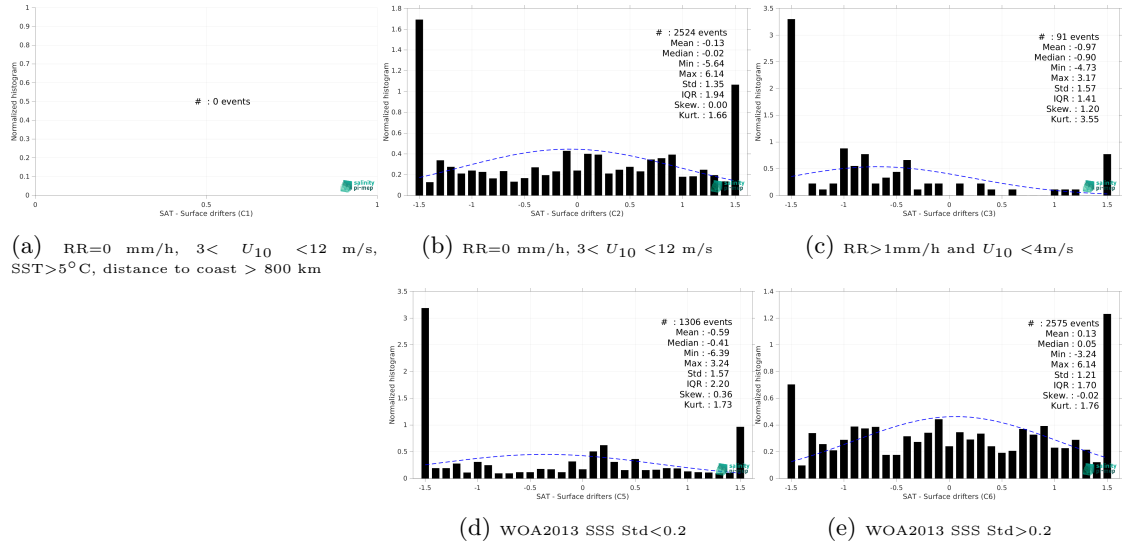 1
0.9
0.8
0.7
0.6
0.5
0.4
0.3
0.2
0.1
0
Normalized histogram
# : 0 events
0 0.5 1
SAT - Surface drifters (C1)
salinity
pi-mep
(a) RR=0 mm/h, 3< U10 <12 m/s,
SST>5°C, distance to coast > 800 km
1.8
1.6
1.4
1.2
1
0.8
0.6
0.4
0.2
0
Normalized histogram
# : 2524 events
Mean : -0.13
Median : -0.02
Min : -5.64
Max : 6.14
Std : 1.35
IQR : 1.94
Skew. : 0.00
Kurt. : 1.66
-1.5 -1 -0.5 0 0.5 1 1.5
SAT - Surface drifters (C2)
salinity
pi-mep
(b) RR=0 mm/h, 3< U10 <12 m/s
3.5
3
2.5
2
1.5
1
0.5
0
Normalized histogram
# : 91 events
Mean : -0.97
Median : -0.90
Min : -4.73
Max : 3.17
Std : 1.57
IQR : 1.41
Skew. : 1.20
Kurt. : 3.55
-1.5 -1 -0.5 0 0.5 1 1.5
SAT - Surface drifters (C3)
salinity
pi-mep
(c) RR>1mm/h and U10 <4m/s
3.5
3
2.5
2
1.5
1
0.5
0
Normalized histogram
# : 1306 events
Mean : -0.59
Median : -0.41
Min : -6.39
Max : 3.24
Std : 1.57
IQR : 2.20
Skew. : 0.36
Kurt. : 1.73
-1.5 -1 -0.5 0 0.5 1 1.5
SAT - Surface drifters (C5)
salinity
pi-mep
(d) WOA2013 SSS Std<0.2
1.4
1.2
1
0.8
0.6
0.4
0.2
0
Normalized histogram
# : 2575 events
Mean : 0.13
Median : 0.05
Min : -3.24
Max : 6.14
Std : 1.21
IQR : 1.70
Skew. : -0.02
Kurt. : 1.76
-1.5 -1 -0.5 0 0.5 1 1.5
SAT - Surface drifters (C6)
salinity
pi-mep
(e) WOA2013 SSS Std>0.2